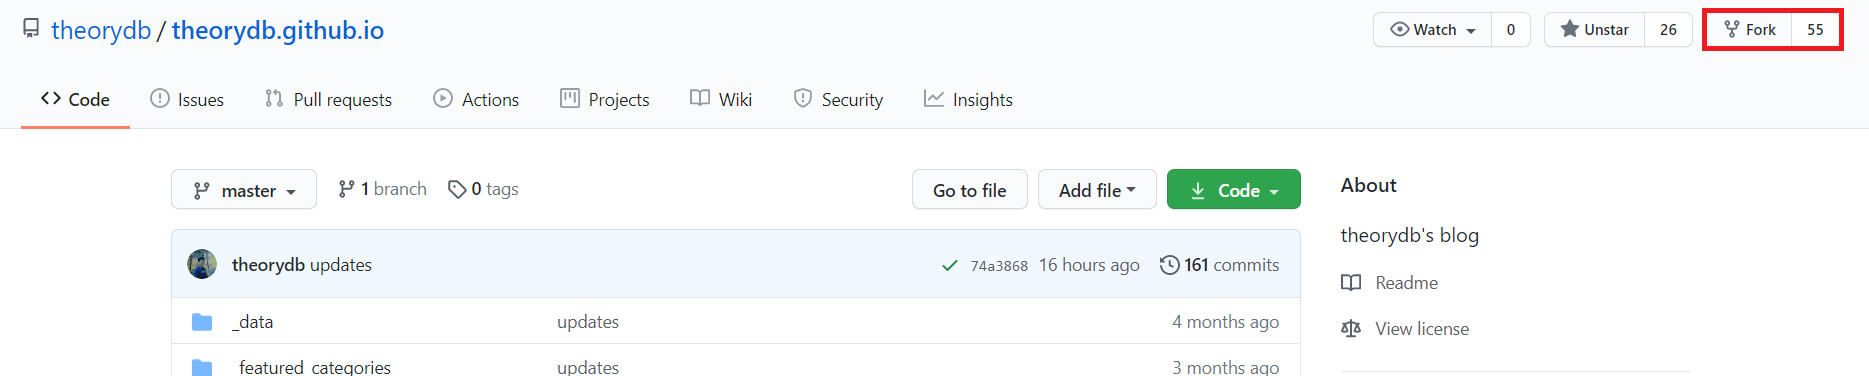 theorydb / theorydb.github.io
Watch 0 Unstar 26 Fork 55
Code Issues Pull requests Actions Projects Wiki Security Insights
master 1 branch 0 tags Go to file Add file Code
About
theorydb's blog
theorydb updates 74a3868 16 hours ago 161 commits
Readme
_data updates 4 months ago
View license
_featured_categories updates 3 months ago